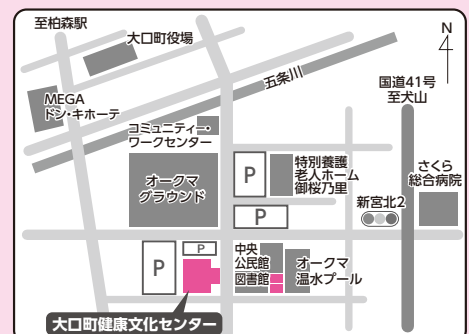 至柏森駅
大口町役場
N
五条川
国道41号
至犬山
MEGA
ドン・キホーテ
コミュニティー・
ワークセンター
オークマ
グラウンド
P
特別養護
老人ホーム
御桜乃里
さくら
総合病院
新宮北2
P
P
P
中央
公民館
図書館
オークマ
温水プール
大口町健康文化センター